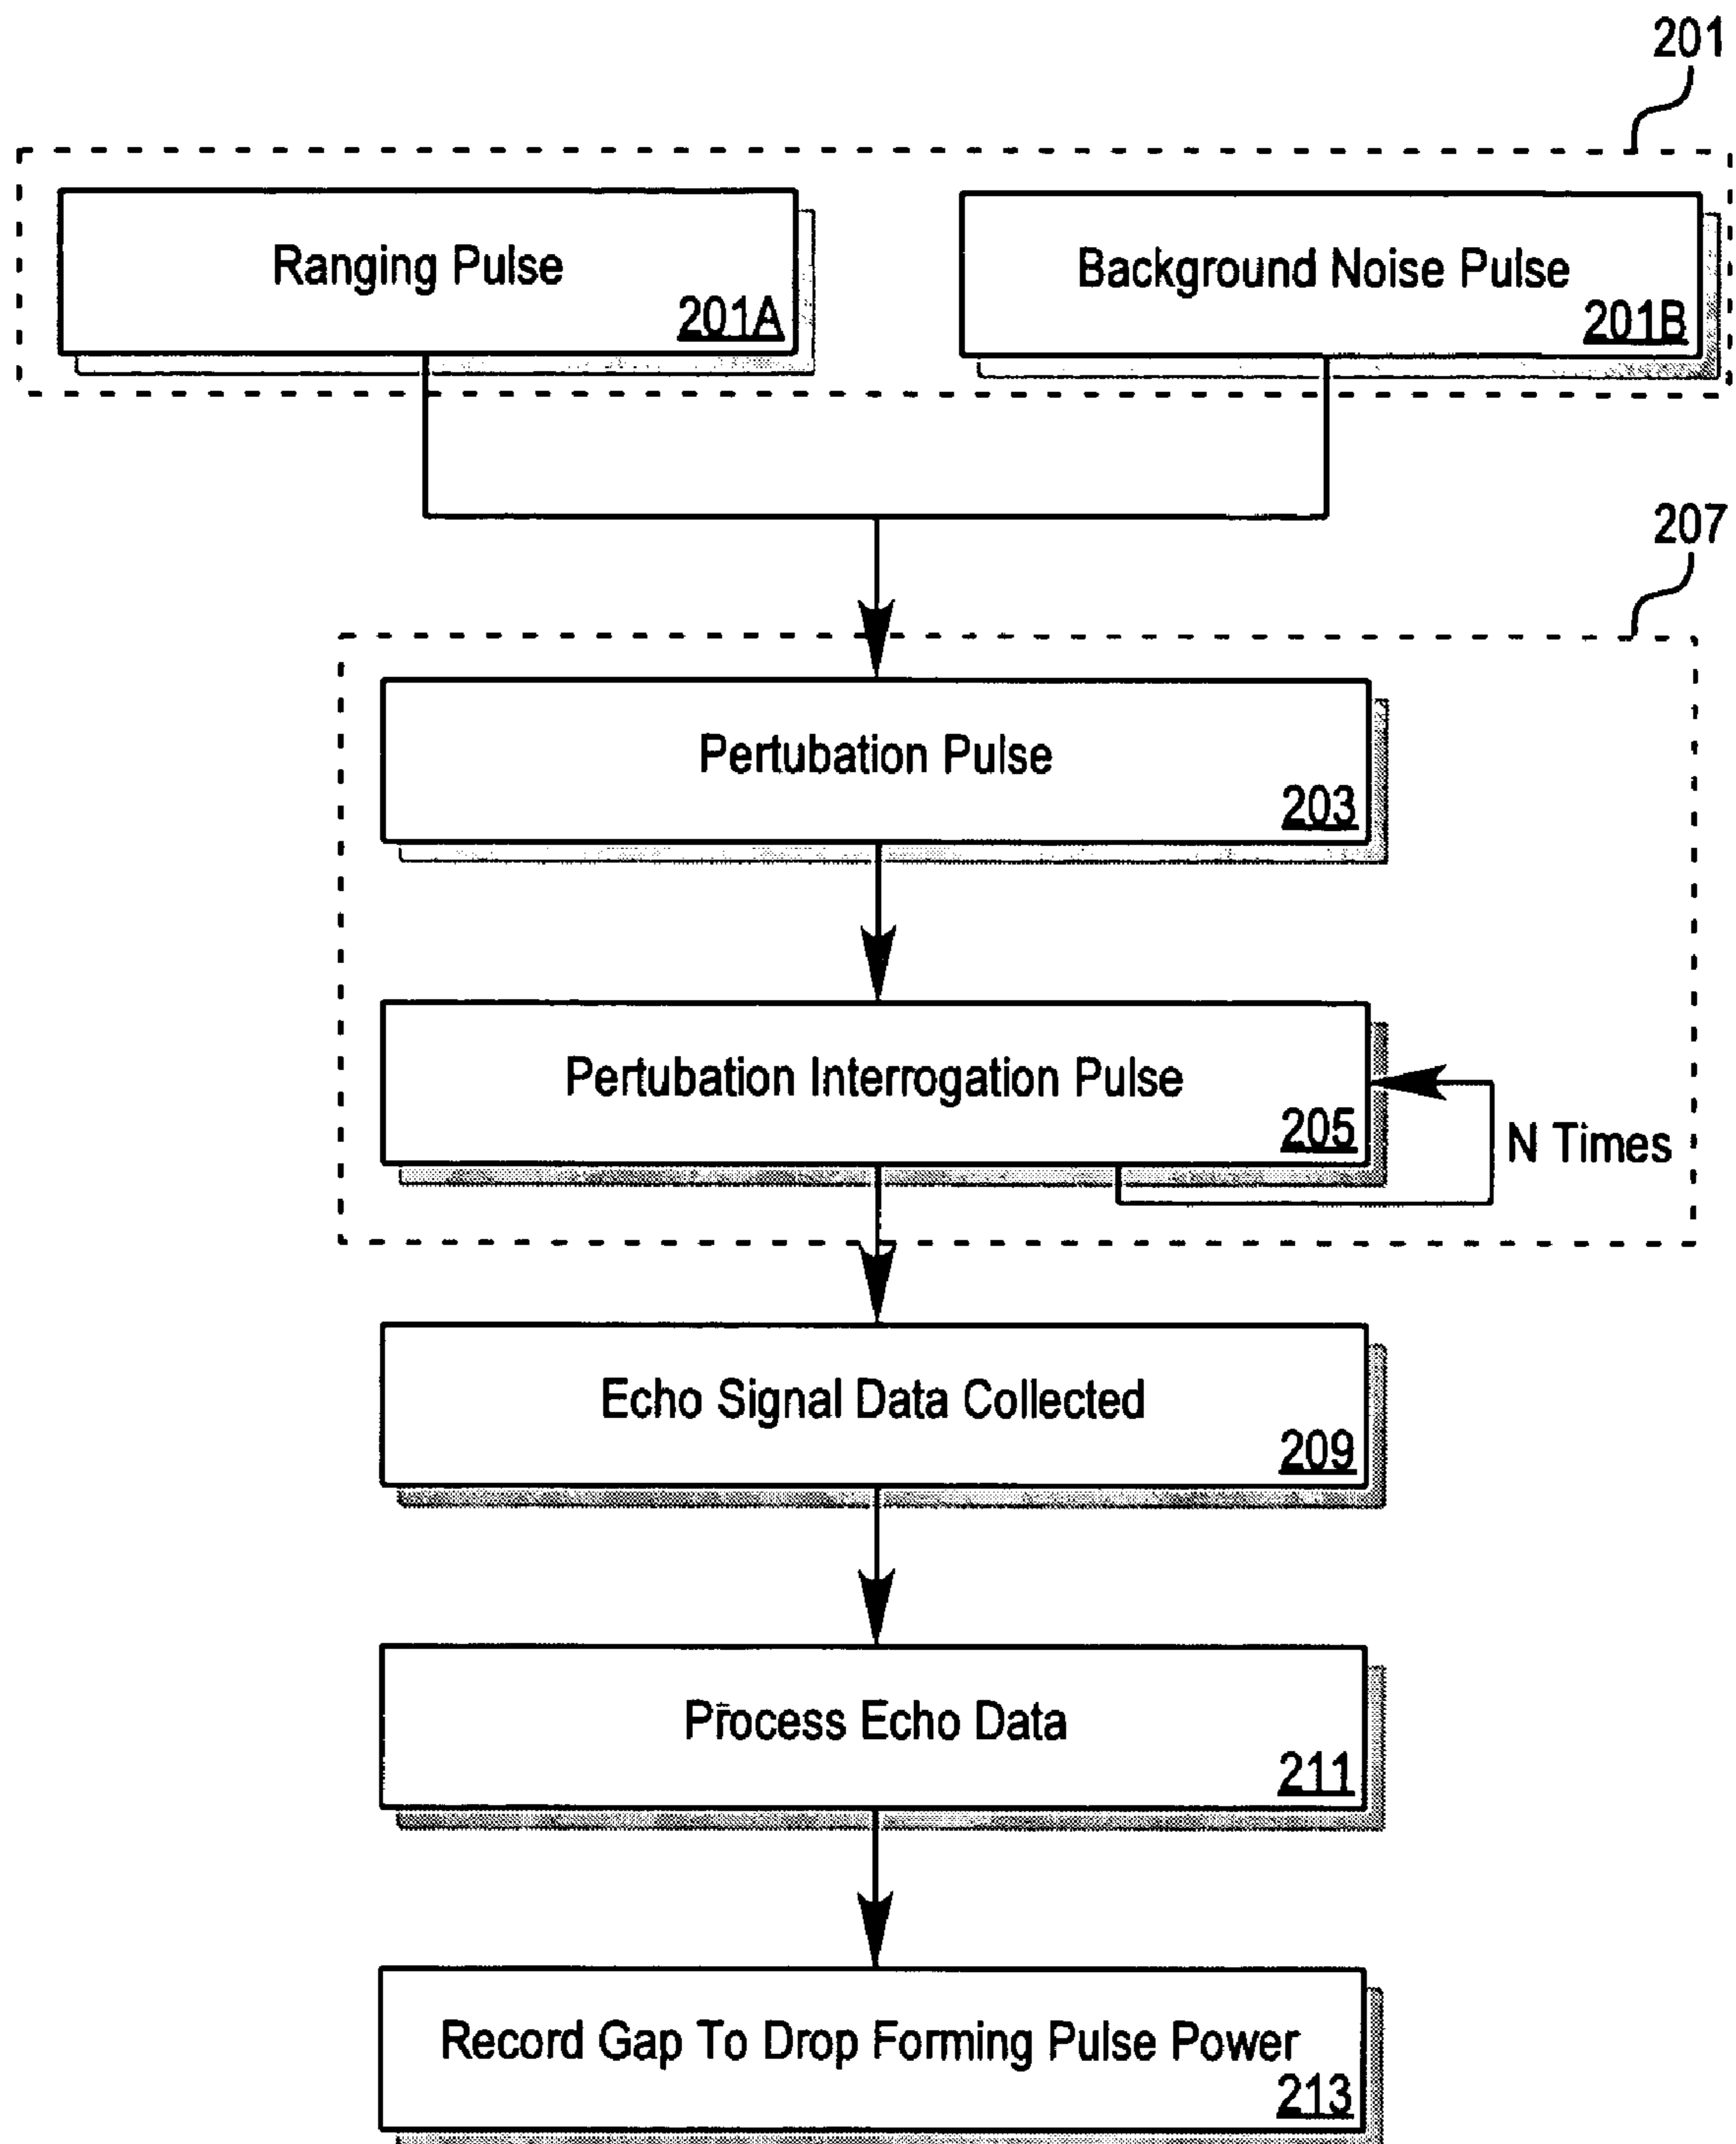 201
Ranging Pulse
201A
Background Noise Pulse
201B
207
Pertubation Pulse
203
Pertubation Interrogation Pulse
205
N Times
Echo Signal Data Collected
209
Process Echo Data
211
Record Gap To Drop Forming Pulse Power
213